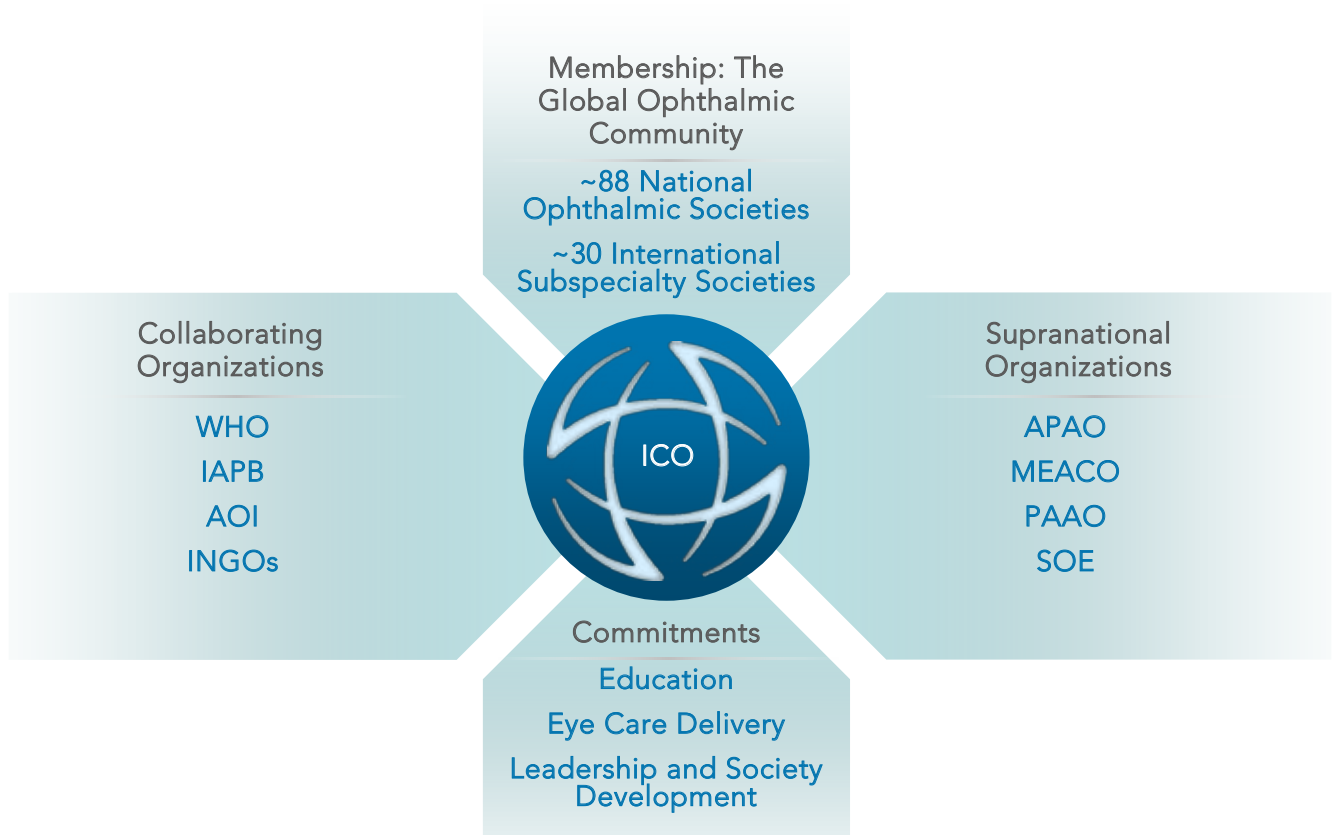 Membership: The
Global Ophthalmic
Community
~88 National
Ophthalmic Societies
~30 International
Subspecialty Societies
Collaborating
Organizations
WHO
IAPB
AOI
INGOs
ICO
Supranational
Organizations
APAO
MEACO
PAAO
SOE
Commitments
Education
Eye Care Delivery
Leadership and Society
Development